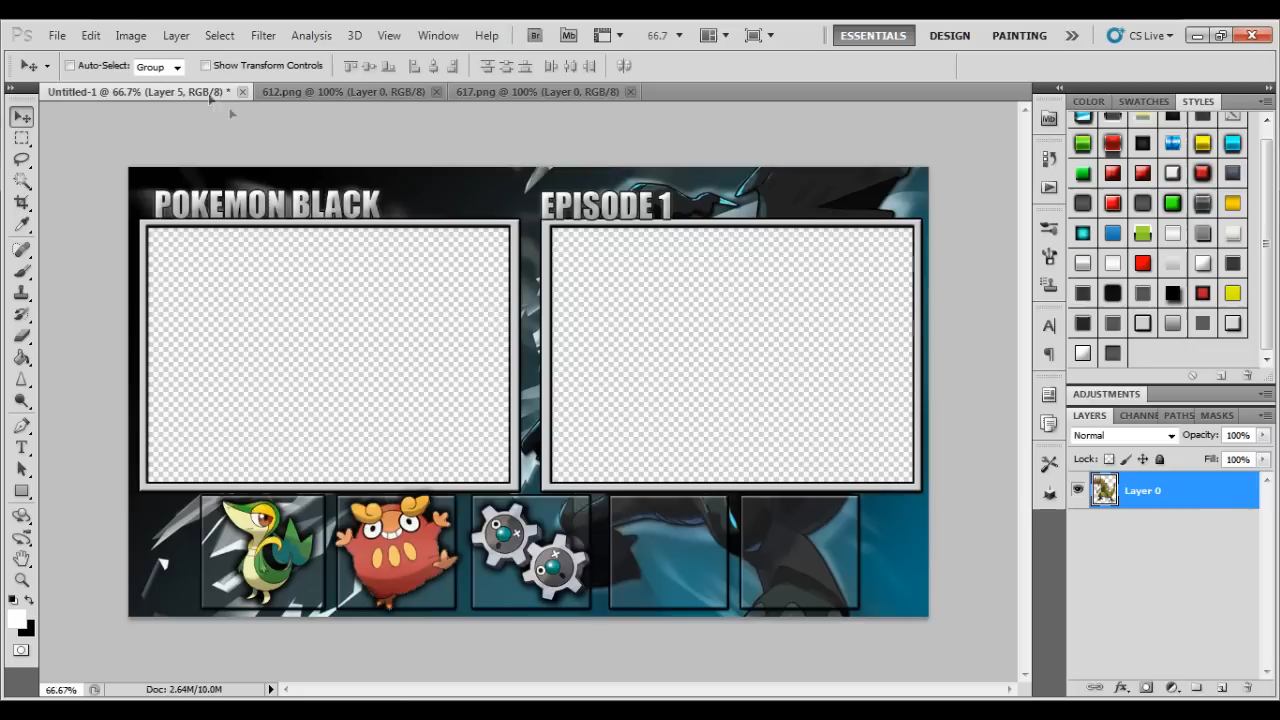 Ps File Edit Image Layer Select Filter Analysis 3D View Window Help Br Mb 66.7 ESSENTIALS DESIGN PAINTING CS Live
Auto-Select: Group Show Transform Controls
Untitled-1 @ 66.7% (Layer 5, RGB/8) * 612.png @ 100% (Layer 0, RGB/8) 617.png @ 100% (Layer 0, RGB/8)
COLOR SWATCHES STYLES
Mb
POKEMON BLACK EPISODE 1
ADJUSTMENTS
LAYERS CHANNE PATHS MASKS
Normal Opacity: 100%
Lock: Fill: 100%
Layer 0
66.67% Doc: 2.64M/10.0M